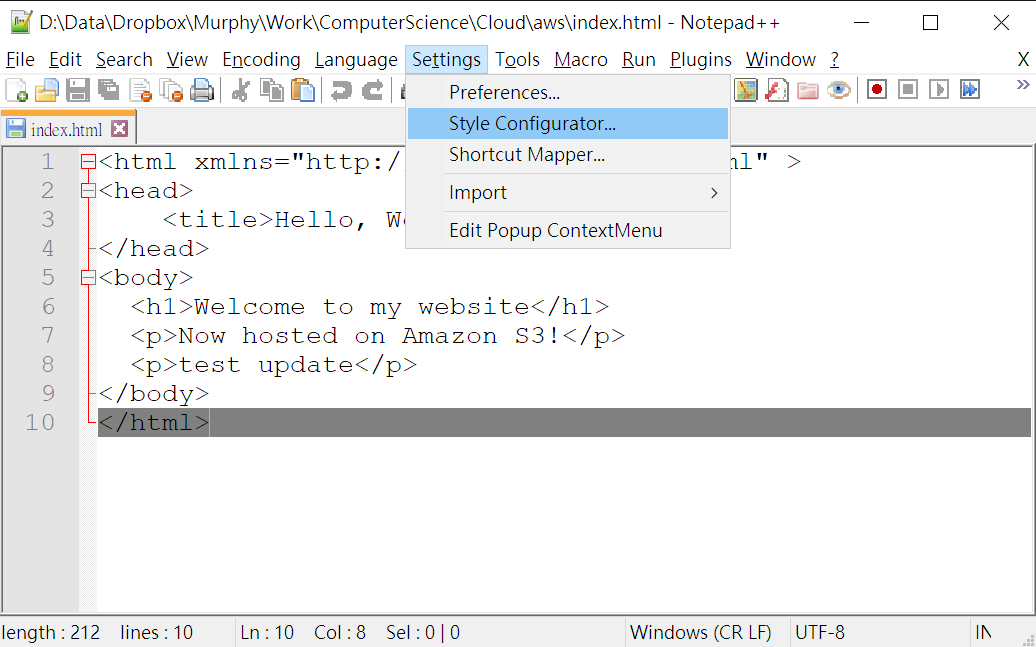 D:\Data\Dropbox\Murphy\Work\ComputerScience\Cloud\aws\index.html - Notepad++
File Edit Search View Encoding Language Settings Tools Macro Run Plugins Window ? X
Preferences...
Style Configurator...
Shortcut Mapper...
Import
Edit Popup ContextMenu
index.html
1 <html xmlns="http:/ ml" >
2 <head>
3 <title>Hello,
4 </head>
5 <body>
6 <h1>Welcome to my website</h1>
7 <p>Now hosted on Amazon S3!</p>
8 <p>test update</p>
9 </body>
10 </html>
length : 212 lines : 10 Ln : 10 Col : 8 Sel : 0 | 0 Windows (CR LF) UTF-8 IN